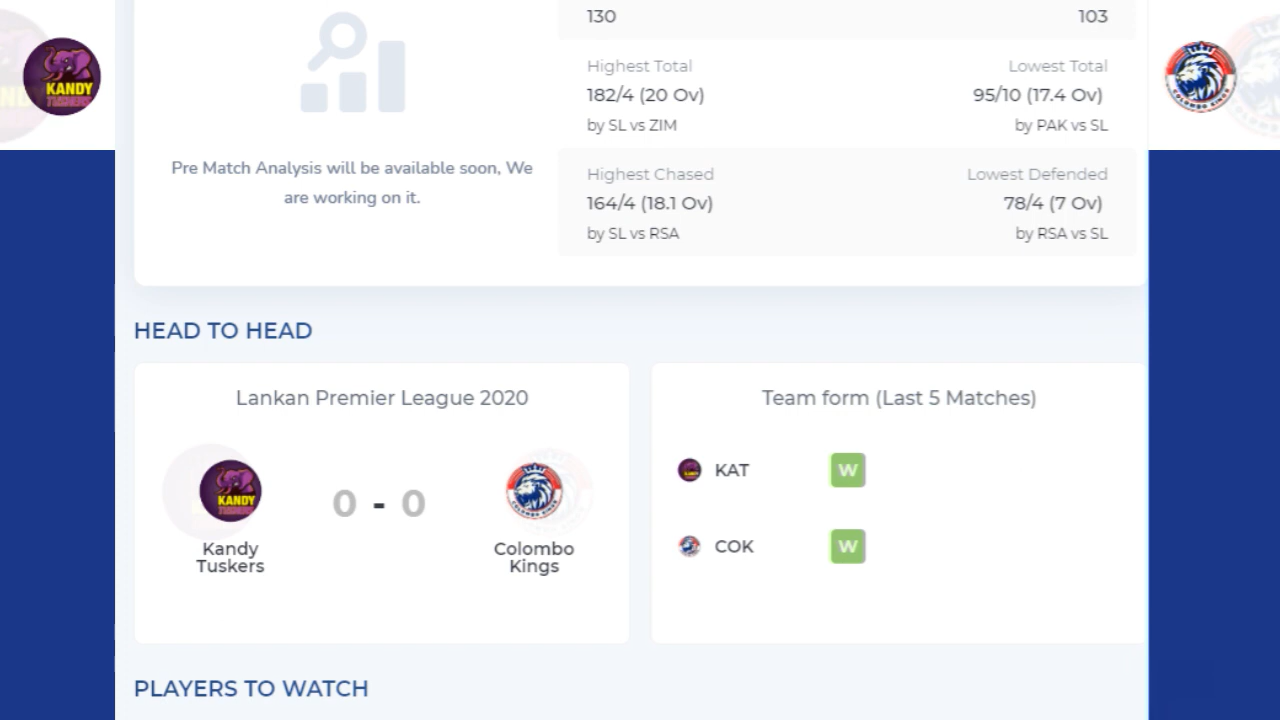 130 103
Highest Total Lowest Total
182/4 (20 Ov) 95/10 (17.4 Ov)
by SL vs ZIM by PAK vs SL
Pre Match Analysis will be available soon, We
are working on it.
Highest Chased Lowest Defended
164/4 (18.1 Ov) 78/4 (7 Ov)
by SL vs RSA by RSA vs SL
KANDY
TUSKERS
COLOMBO KINGS
HEAD TO HEAD
Lankan Premier League 2020
KANDY
0 - 0
Kandy
Tuskers
Colombo
Kings
Team form (Last 5 Matches)
KAT W
COK W
PLAYERS TO WATCH